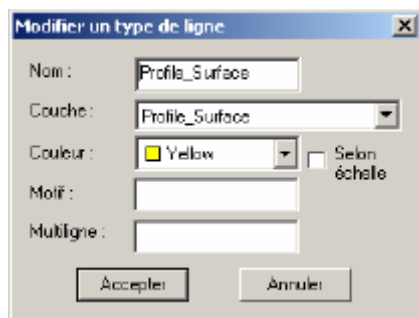 Modifier un type de ligne
Nom : Profile_Surface
Couche : Profile_Surface
Couleur : Yellow Selon échelle
Motif :
Multiligne :
Accepter Annuler